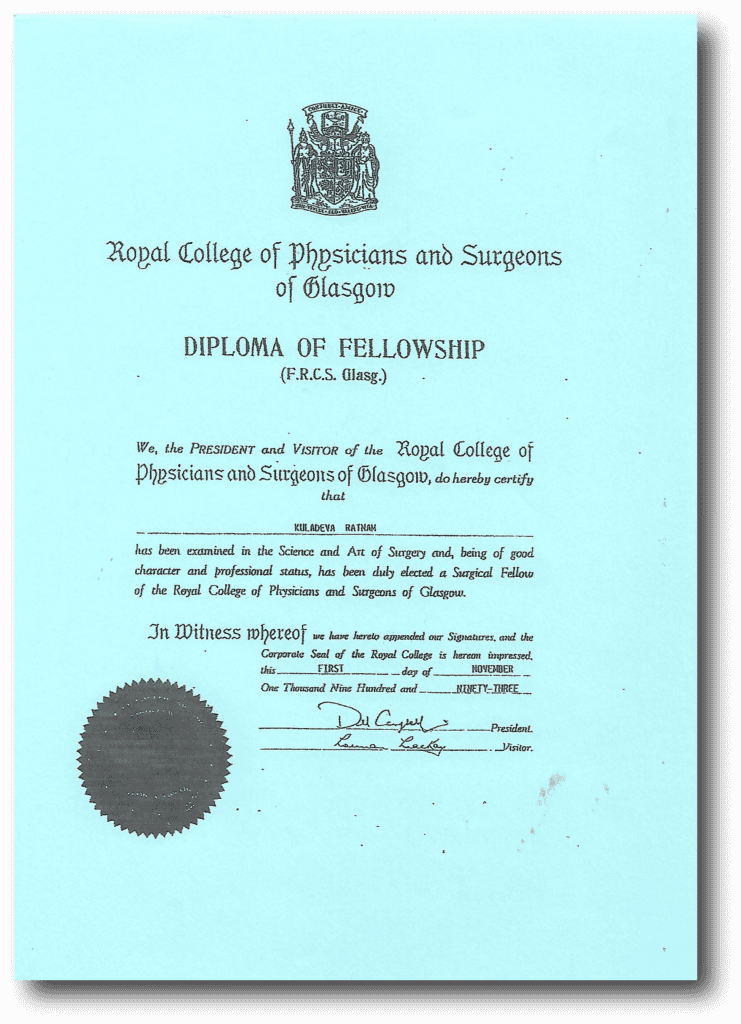 Royal College of Physicians and Surgeons
of Glasgow
DIPLOMA OF FELLOWSHIP
(F.R.C.S. Glasg.)
We, the PRESIDENT and VISITOR of the Royal College of
Physicians and Surgeons of Glasgow, do hereby certify
that
KULADEVA RATNAM
has been examined in the Science and Art of Surgery and, being of good
character and professional status, has been duly elected a Surgical Fellow
of the Royal College of Physicians and Surgeons of Glasgow.
In Witness whereof we have hereto appended our Signatures, and the
Corporate Seal of the Royal College is hereon impressed,
this FIRST day of NOVEMBER
One Thousand Nine Hundred and NINETY-THREE
President.
Visitor.